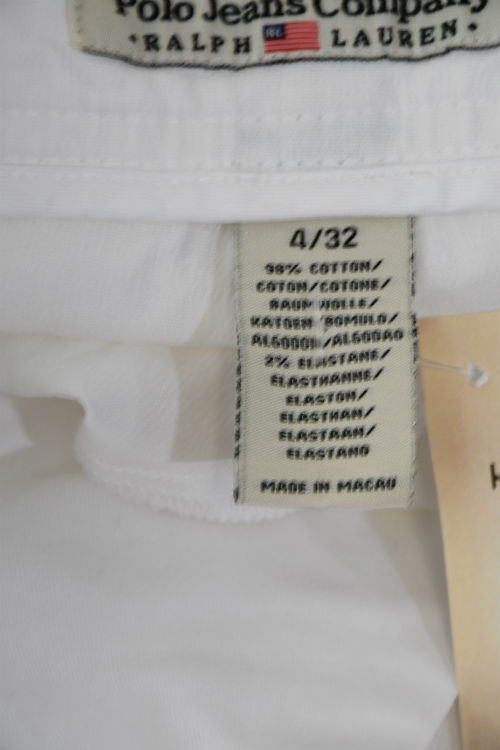 Polo Jeans Company
RALPH LAUREN
4/32
98% COTTON/
COTON/COTONE/
BAUMWOLLE/
KATOEN/BOMULD/
ALGODON/ALGODAO
2% ELASTANE/
ELASTHANNE/
ELASTON/
ELASTHAN/
ELASTAAN/
ELASTANO
MADE IN MACAU